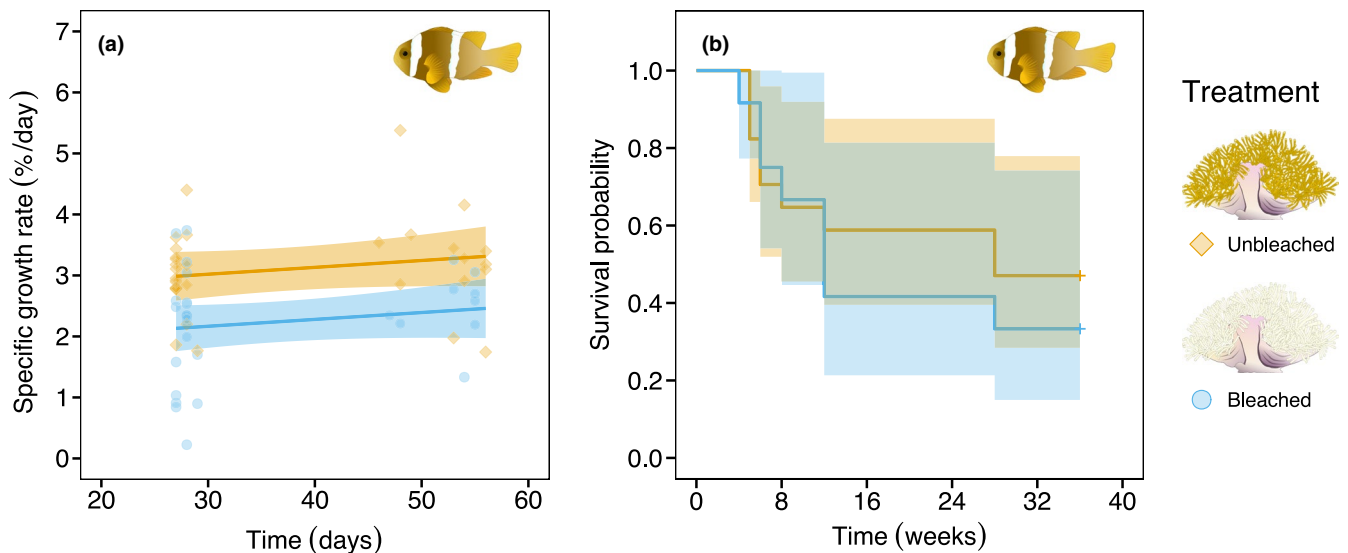 (a)
Specific growth rate (%/day)
7
6
5
4
3
2
1
0
20 30 40 50 60
Time (days)
(b)
Survival probability
1.0
0.8
0.6
0.4
0.2
0.0
0 8 16 24 32 40
Time (weeks)
Treatment
Unbleached
Bleached